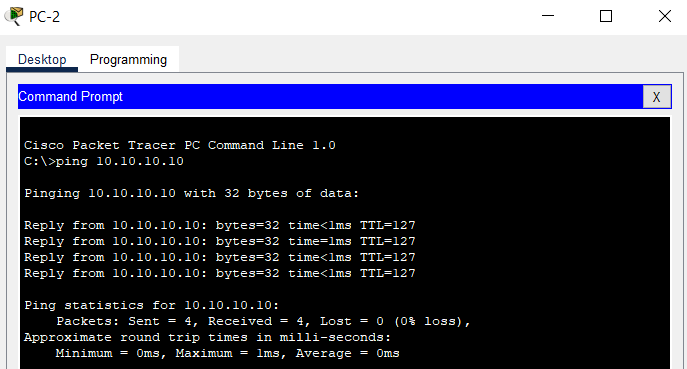 PC-2
Desktop Programming
Command Prompt X
Cisco Packet Tracer PC Command Line 1.0
C:\>ping 10.10.10.10
Pinging 10.10.10.10 with 32 bytes of data:
Reply from 10.10.10.10: bytes=32 time<1ms TTL=127
Reply from 10.10.10.10: bytes=32 time=1ms TTL=127
Reply from 10.10.10.10: bytes=32 time<1ms TTL=127
Reply from 10.10.10.10: bytes=32 time<1ms TTL=127
Ping statistics for 10.10.10.10:
    Packets: Sent = 4, Received = 4, Lost = 0 (0% loss),
Approximate round trip times in milli-seconds:
    Minimum = 0ms, Maximum = 1ms, Average = 0ms